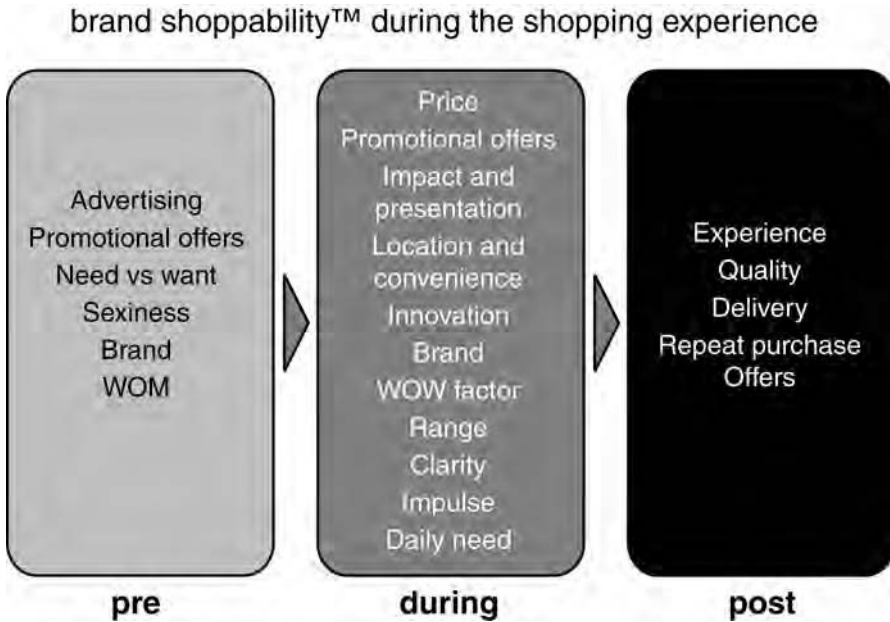 brand shoppability™ during the shopping experience
Advertising
Promotional offers
Need vs want
Sexiness
Brand
WOM
pre
Price
Promotional offers
Impact and
presentation
Location and
convenience
Innovation
Brand
WOW factor
Range
Clarity
Impulse
Daily need
during
Experience
Quality
Delivery
Repeat purchase
Offers
post